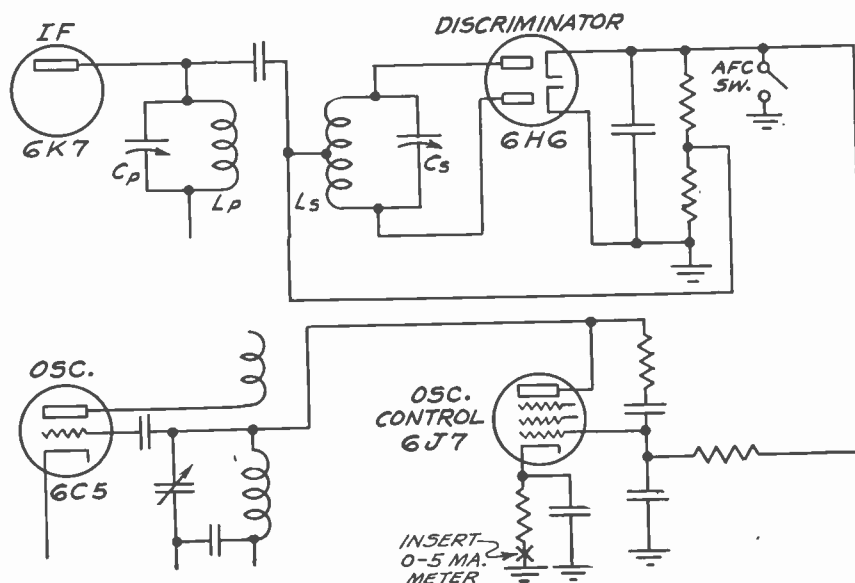 IF
6K7
Cp
Lp
Ls
Cs
DISCRIMINATOR
6H6
AFC
SW.
OSC.
6C5
OSC.
CONTROL
6J7
INSERT
0-5 MA.
METER